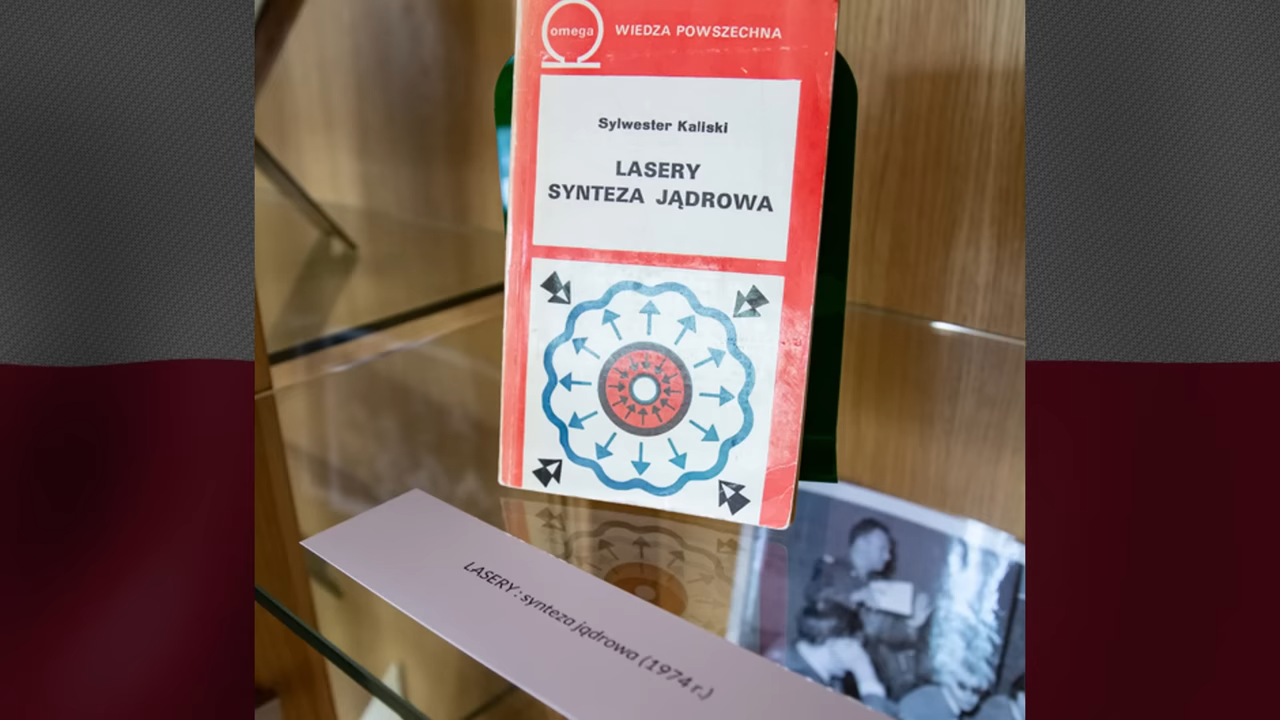 omega
WIEDZA POWSZECHNA
Sylwester Kaliski
LASERY
SYNTEZA JĄDROWA
LASERY : synteza jądrowa (1974 r.)